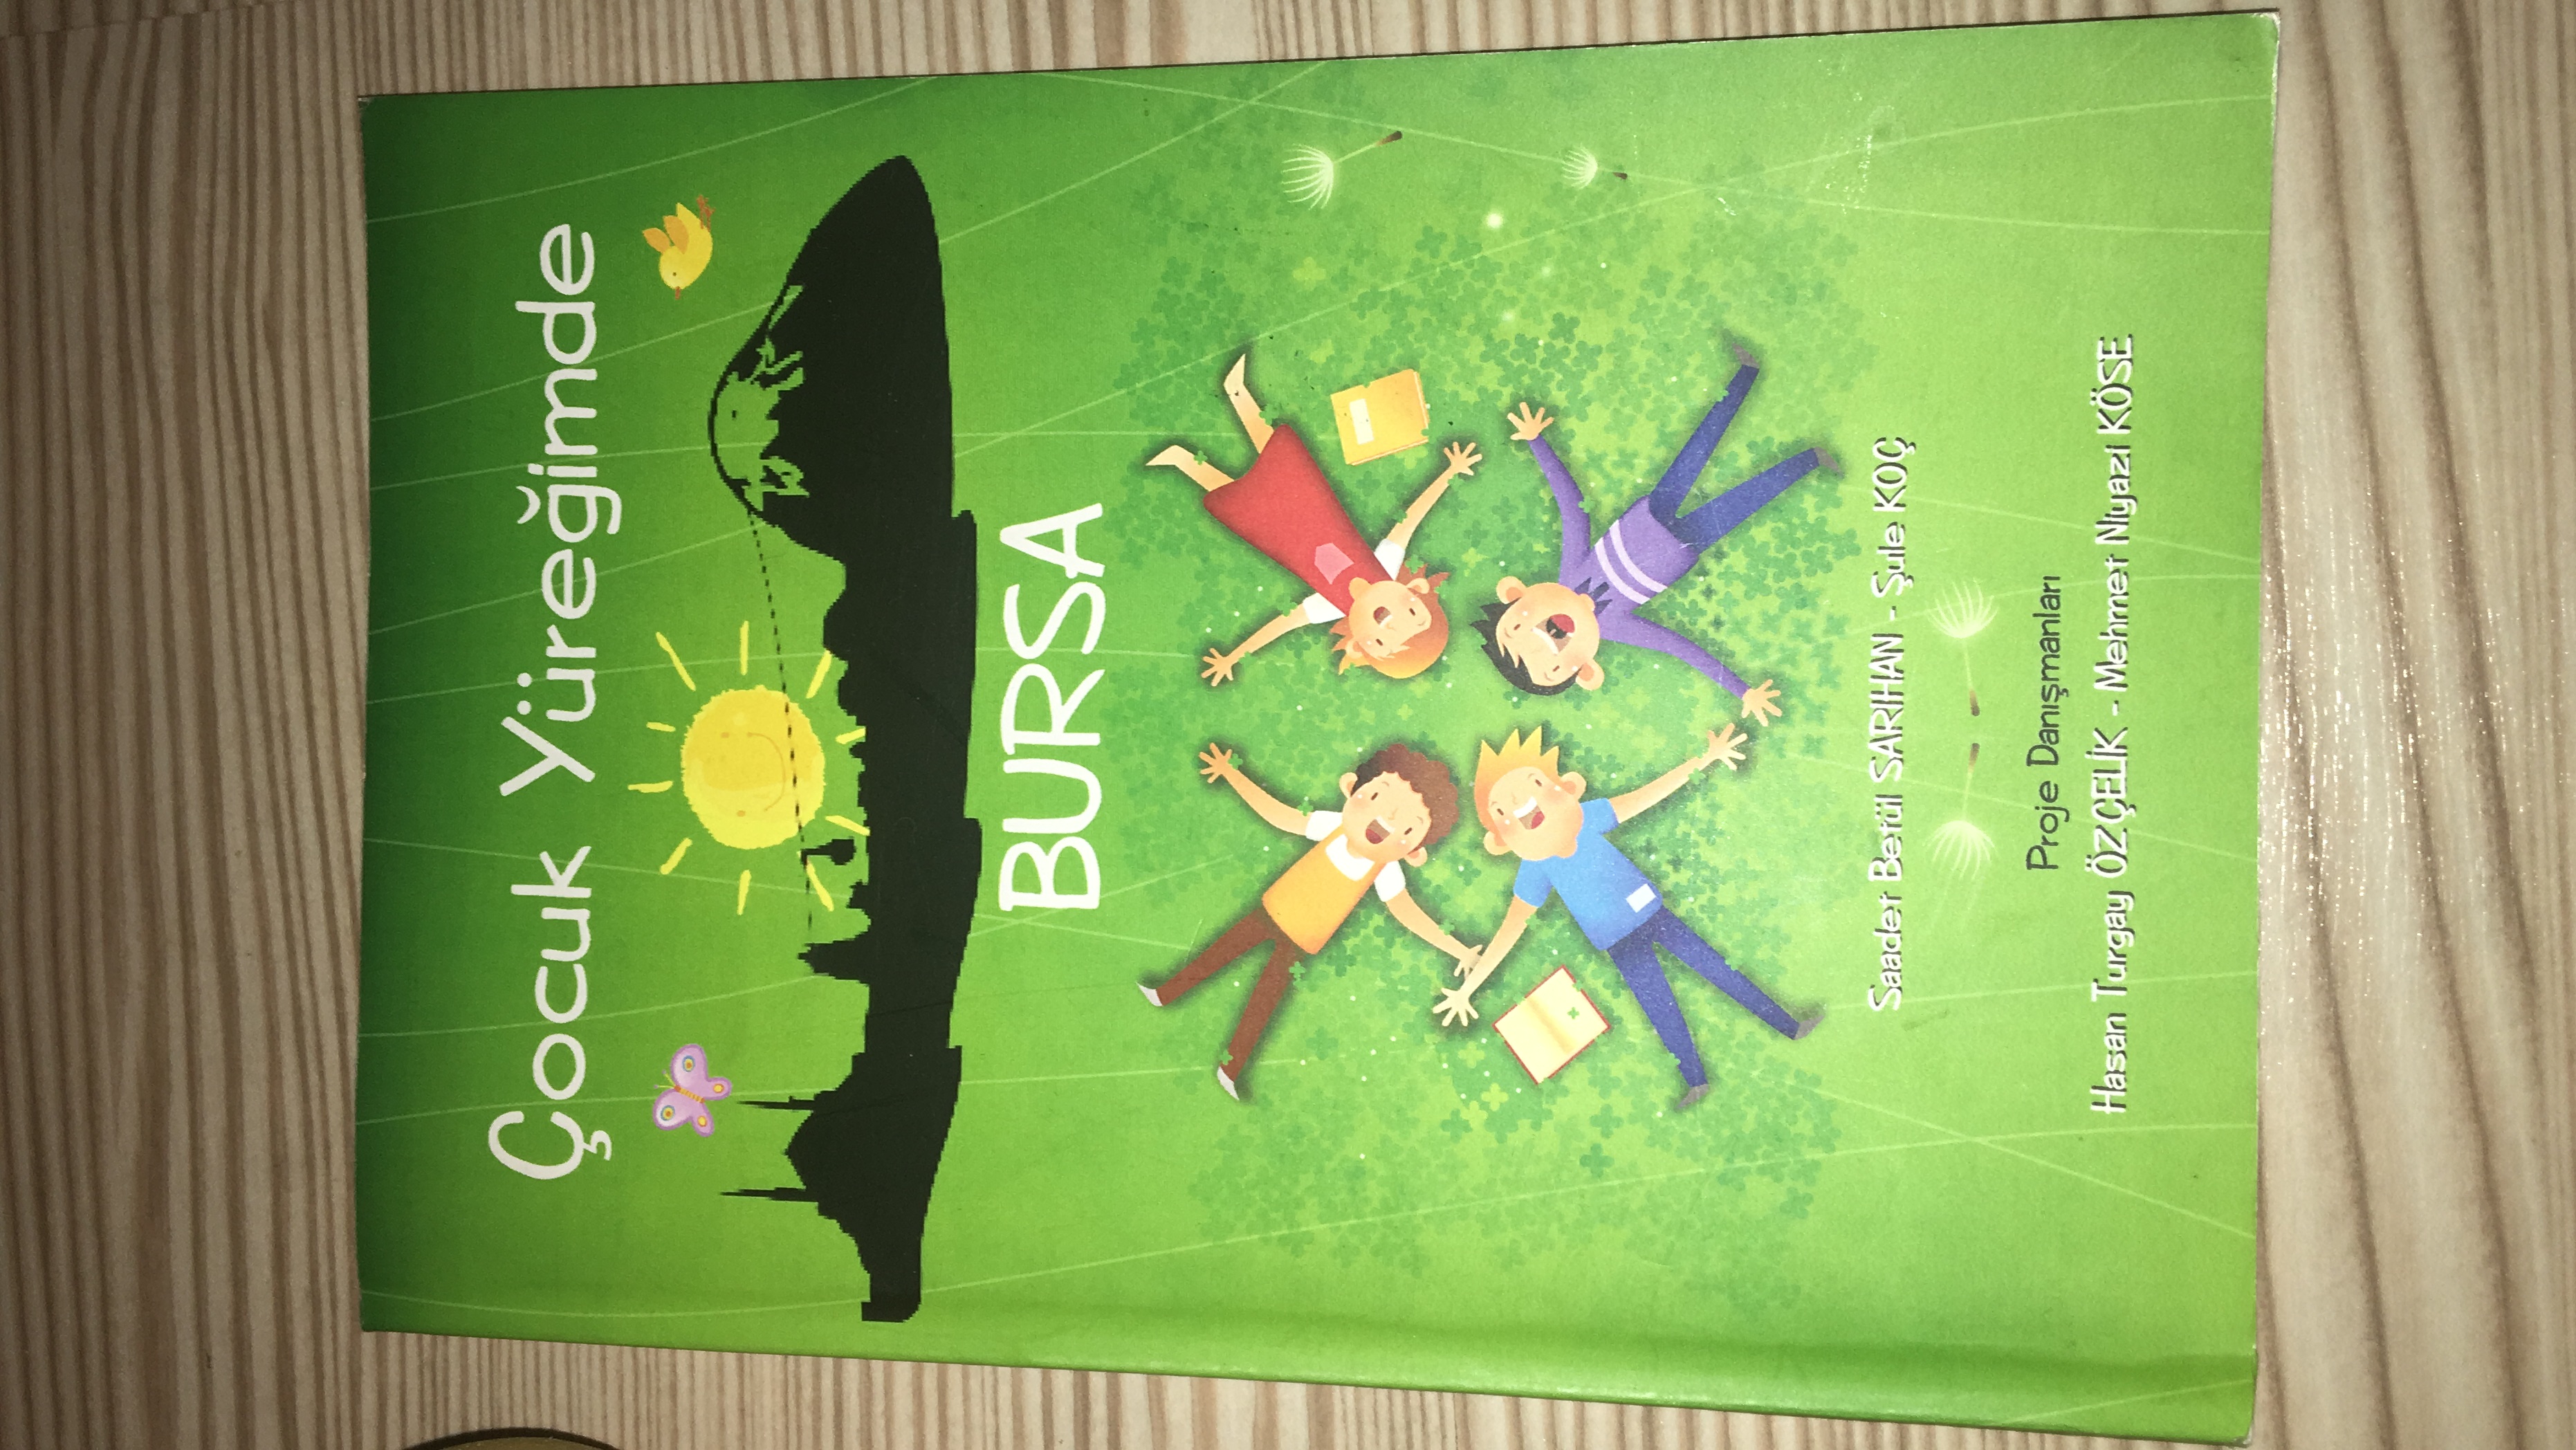 Çocuk Yüreğimde
BURSA
Saadet Betül SARIHAN - Şule KOÇ
Proje Danışmanları
Hasan Turgay ÖZÇELİK - Mehmet Niyazi KÖSE